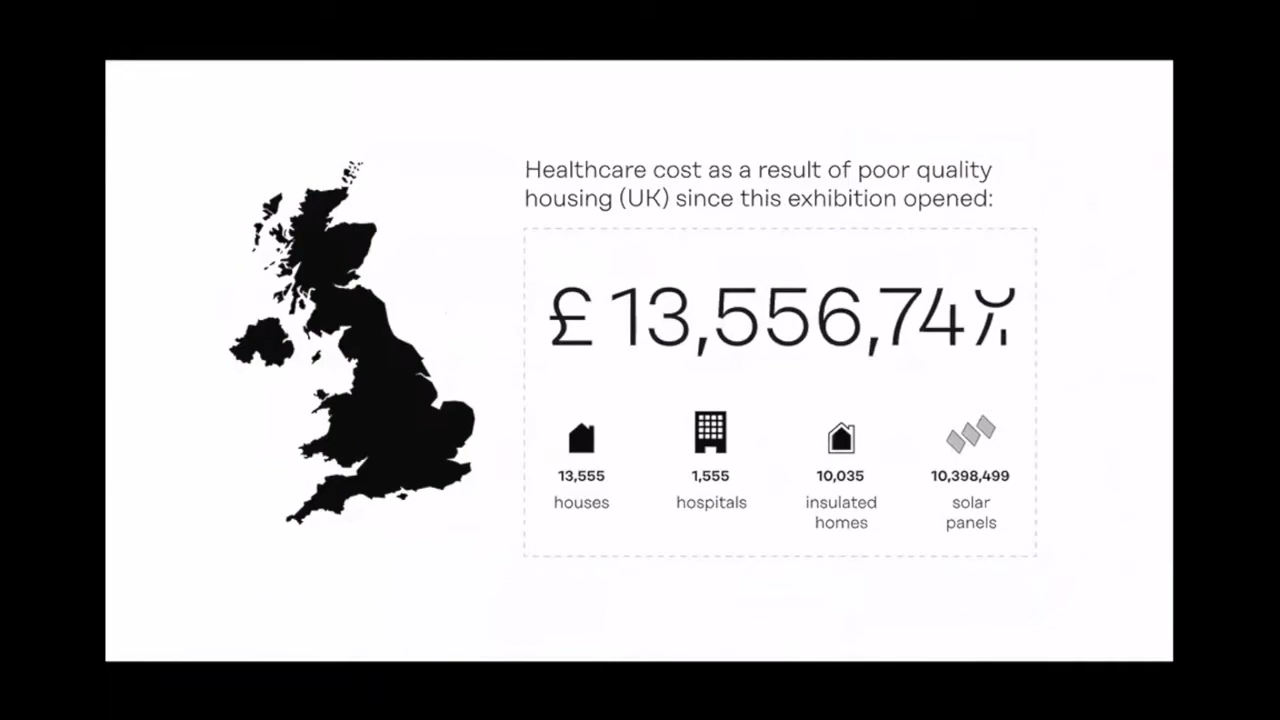 Healthcare cost as a result of poor quality
housing (UK) since this exhibition opened:
£13,556,74
13,555
houses
1,555
hospitals
10,035
insulated
homes
10,398,499
solar
panels